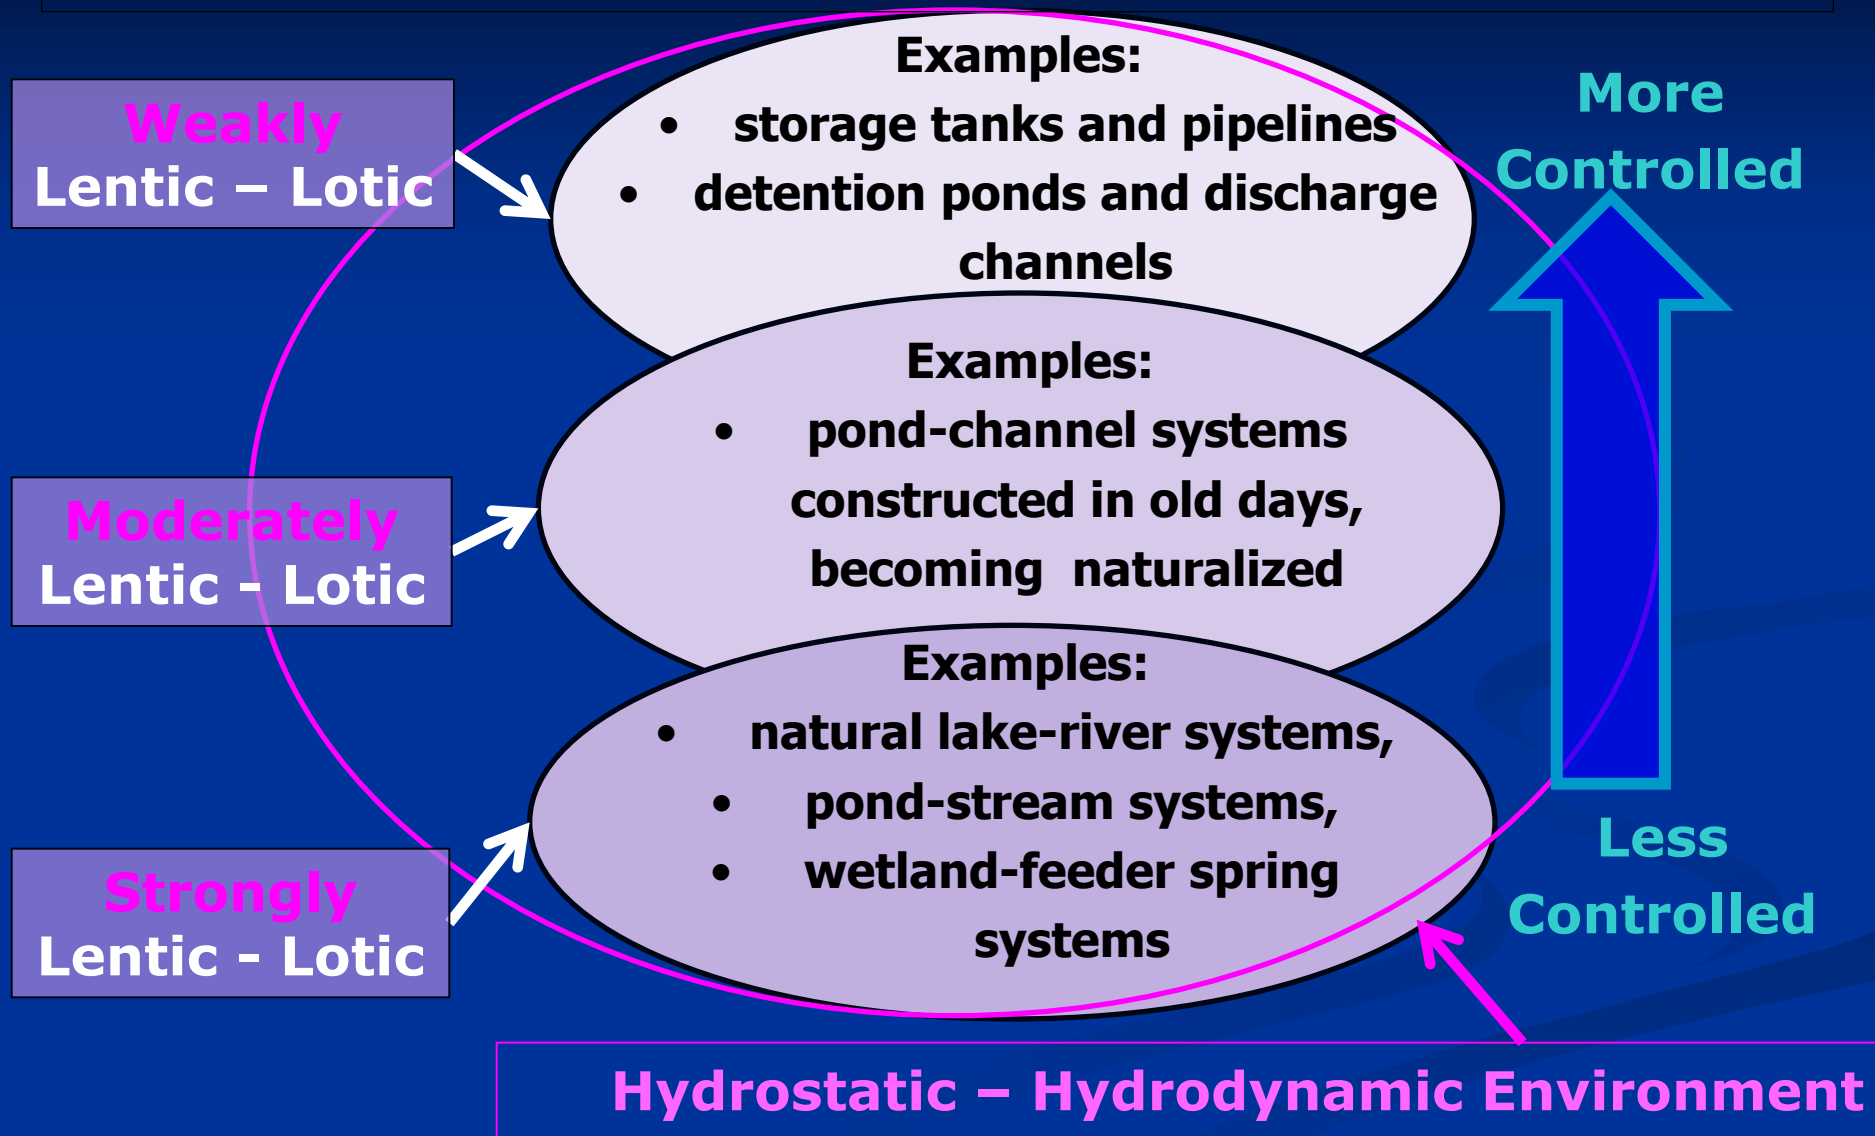 Weakly
Lentic – Lotic
Examples:
• storage tanks and pipelines
• detention ponds and discharge
channels
More
Controlled
Moderately
Lentic - Lotic
Examples:
• pond-channel systems
constructed in old days,
becoming naturalized
Strongly
Lentic - Lotic
Examples:
• natural lake-river systems,
• pond-stream systems,
• wetland-feeder spring
systems
Less
Controlled
Hydrostatic – Hydrodynamic Environment